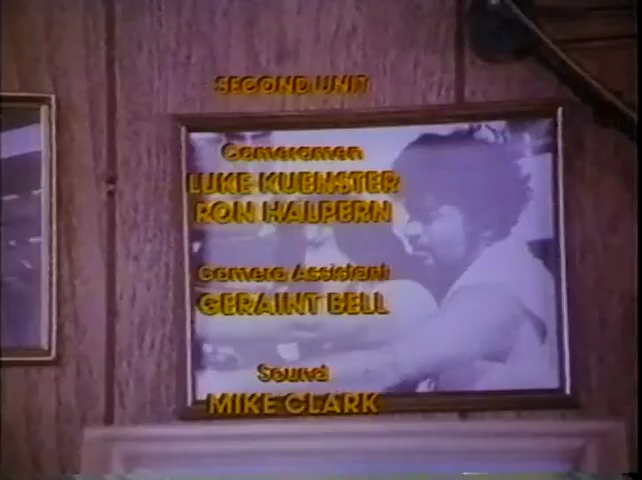 SECOND UNIT
Cameramen
LUKE KUENSTER
RON HALPERN
Camera Assistant
GERAINT BELL
Sound
MIKE CLARK